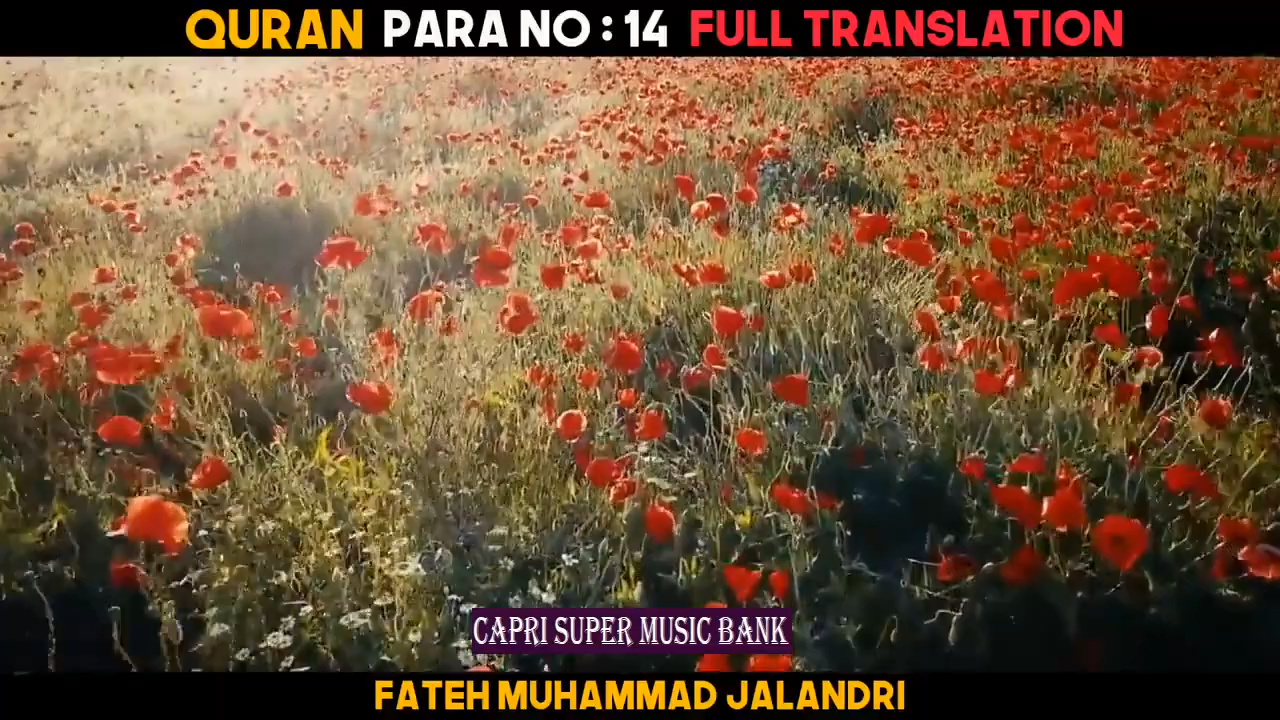 QURAN PARA NO : 14 FULL TRANSLATION
CAPRI SUPER MUSIC BANK
FATEH MUHAMMAD JALANDRI